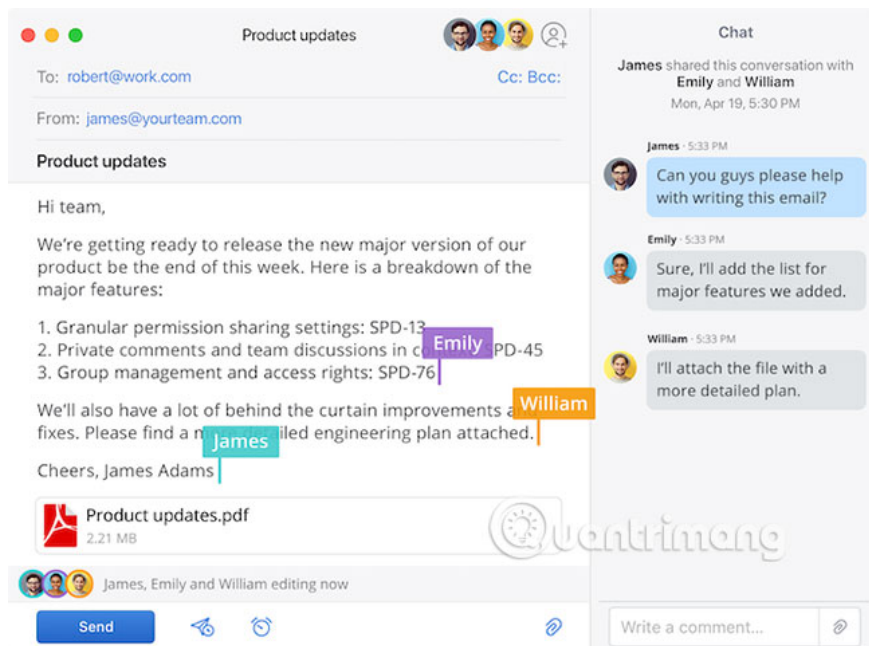 Product updates
To: robert@work.com
Cc: Bcc:
From: james@yourteam.com
Product updates
Hi team,
We're getting ready to release the new major version of our
product be the end of this week. Here is a breakdown of the
major features:
1. Granular permission sharing settings: SPD-13
Emily
2. Private comments and team discussions in SPD-45
3. Group management and access rights: SPD-76
William
We'll also have a lot of behind the curtain improvements
fixes. Please find a detailed engineering plan attached.
James
Cheers, James Adams
Product updates.pdf
2.21 MB
James, Emily and William editing now
Send
Chat
James shared this conversation with
Emily and William
Mon, Apr 19, 5:30 PM
James · 5:33 PM
Can you guys please help
with writing this email?
Emily · 5:33 PM
Sure, I'll add the list for
major features we added.
William · 5:33 PM
I'll attach the file with a
more detailed plan.
Write a comment...
Quantrimang